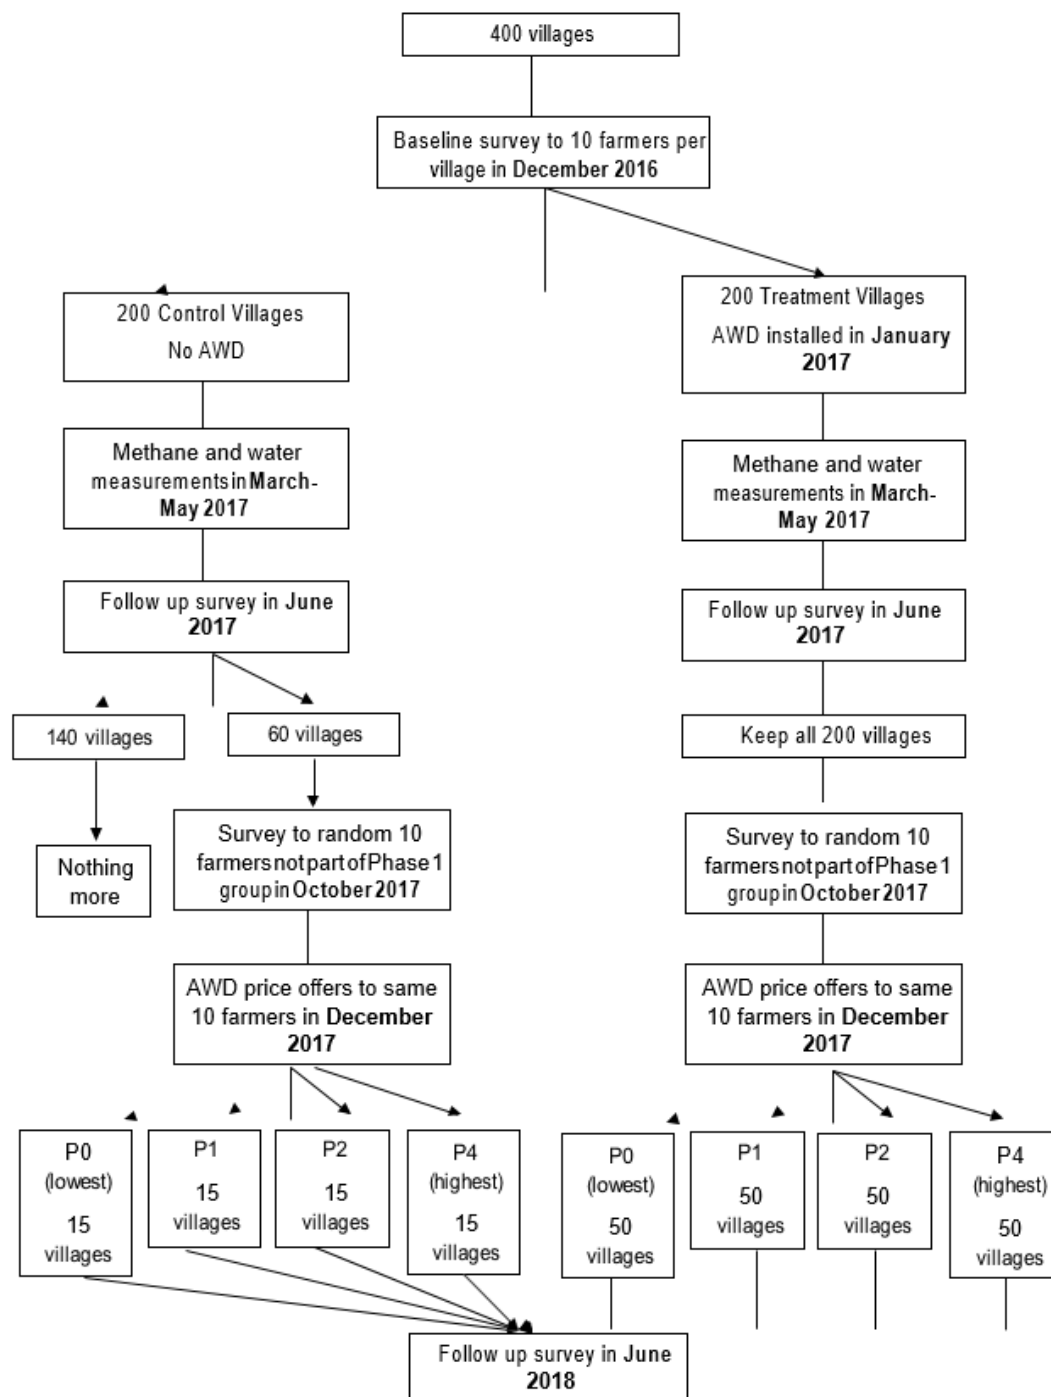 400 villages
Baseline survey to 10 farmers per
village in December 2016
200 Control Villages
No AWD
200 Treatment Villages
AWD installed in January
2017
Methane and water
measurements in March-
May 2017
Methane and water
measurements in March-
May 2017
Follow up survey in June
2017
Follow up survey in June
2017
140 villages
60 villages
Keep all 200 villages
Nothing
more
Survey to random 10
farmers not part of Phase 1
group in October 2017
Survey to random 10
farmers not part of Phase 1
group in October 2017
AWD price offers to same
10 farmers in December
2017
AWD price offers to same
10 farmers in December
2017
P0
(lowest)
15
villages
P1
15
villages
P2
15
villages
P4
(highest)
15
villages
P0
(lowest)
50
villages
P1
50
villages
P2
50
villages
P4
(highest)
50
villages
Follow up survey in June
2018